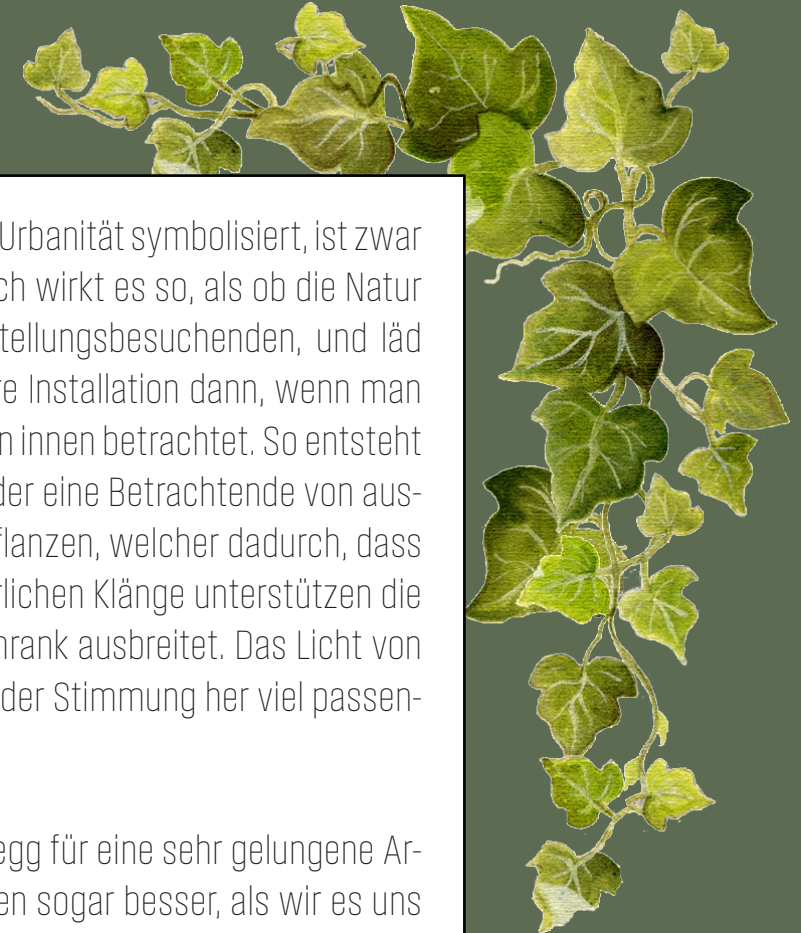 Urbanität symbolisiert, ist zwar
ch wirkt es so, als ob die Natur
tellungsbesuchenden, und läd
re Installation dann, wenn man
n innen betrachtet. So entsteht
der eine Betrachtende von aus-
flanzen, welcher dadurch, dass
rlichen Klänge unterstützen die
hrank ausbreitet. Das Licht von
der Stimmung her viel passen-
egg für eine sehr gelungene Ar-
en sogar besser, als wir es uns